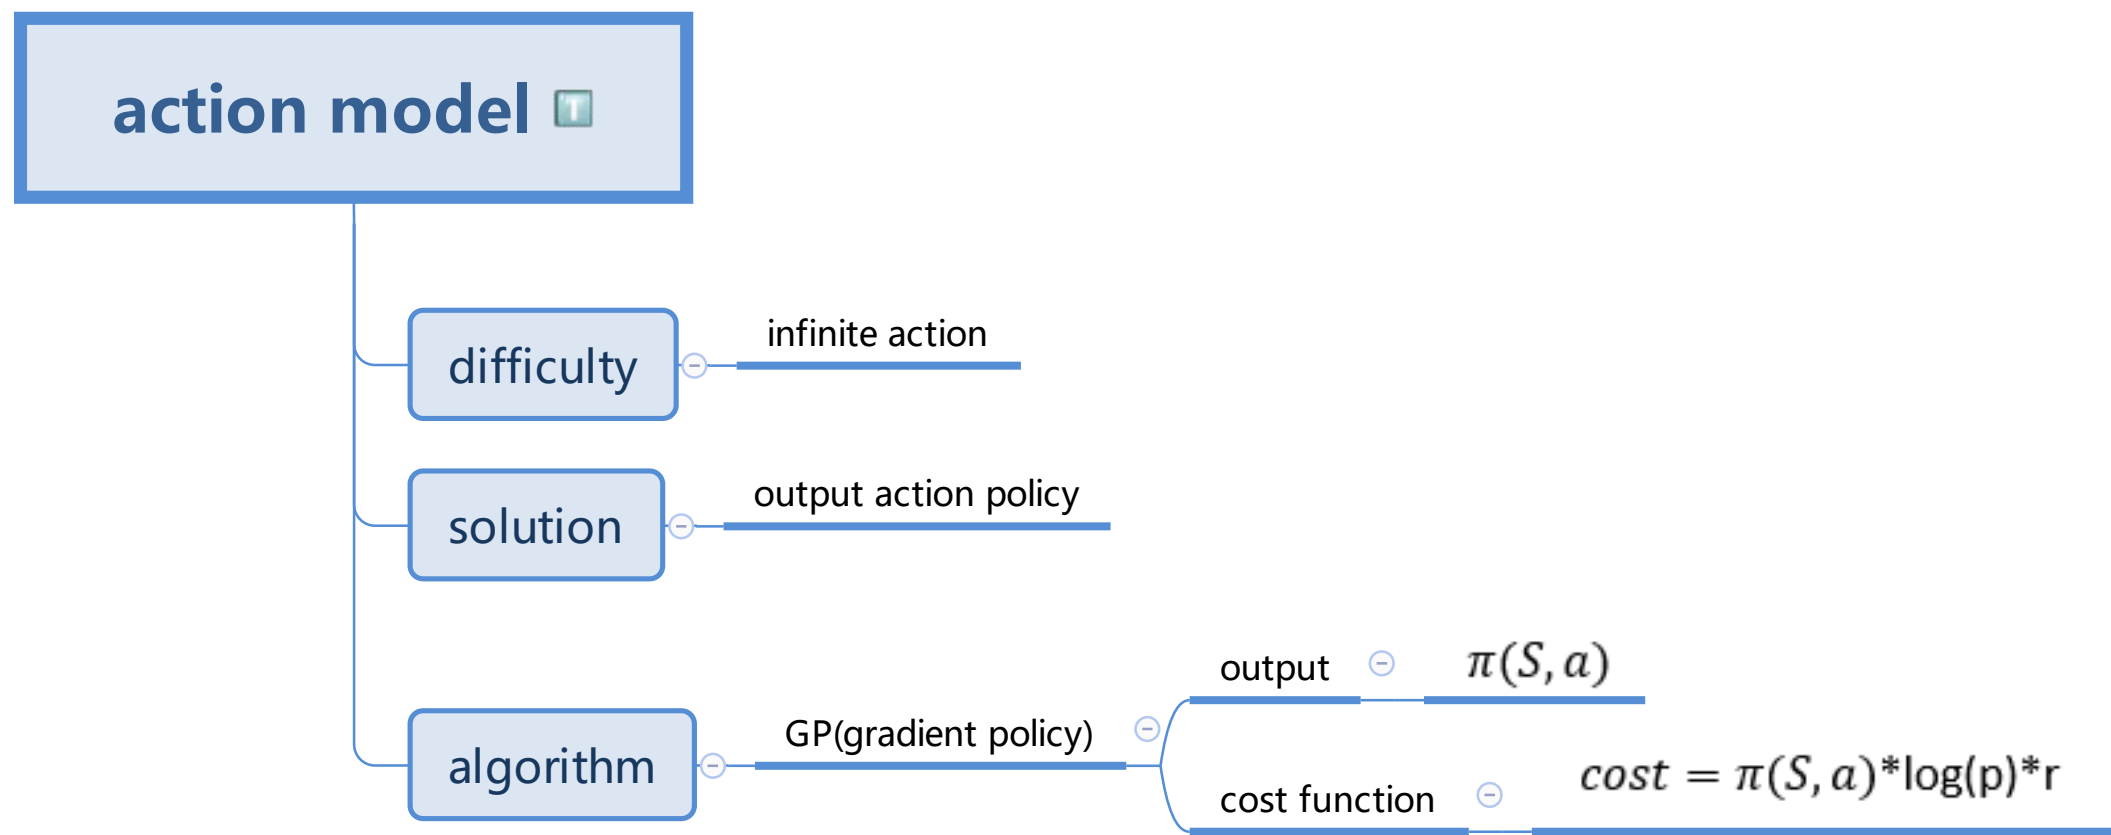 action model T
difficulty
infinite action
solution
output action policy
algorithm
GP(gradient policy)
output
π(S, a)
cost function
cost = π(S, a)*log(p)*r